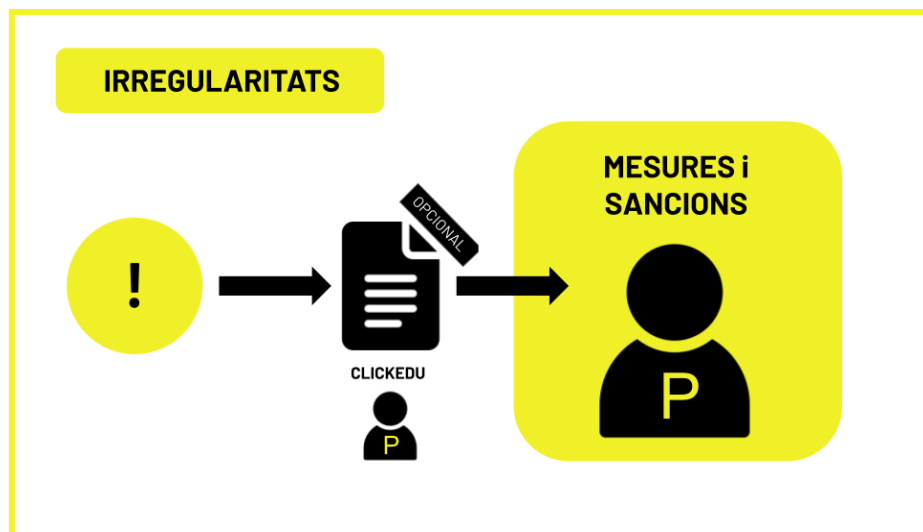 IRREGULARITATS
MESURES i
SANCIONS
OPCIONAL
!
CLICKEDU
P
P